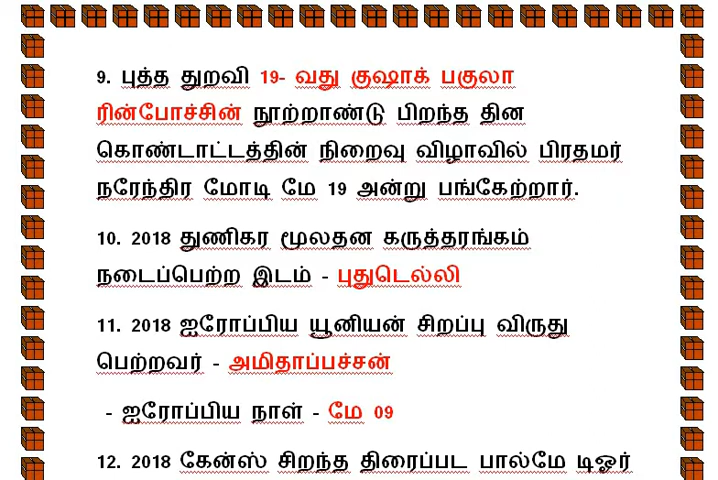 9. புத்த துறவி 19- வது குஷாக் பகுலா
ரின்போச்சின் நூற்றாண்டு பிறந்த தின
கொண்டாட்டத்தின் நிறைவு விழாவில் பிரதமர்
நரேந்திர மோடி மே 19 அன்று பங்கேற்றார்.
10. 2018 துணிகர மூலதன கருத்தரங்கம்
நடைப்பெற்ற இடம் - புதுடெல்லி
11. 2018 ஐரோப்பிய யூனியன் சிறப்பு விருது
பெற்றவர் - அமிதாப்பச்சன்
- ஐரோப்பிய நாள் - மே 09
12. 2018 கேன்ஸ் சிறந்த திரைப்பட பால்மே டிஓர்